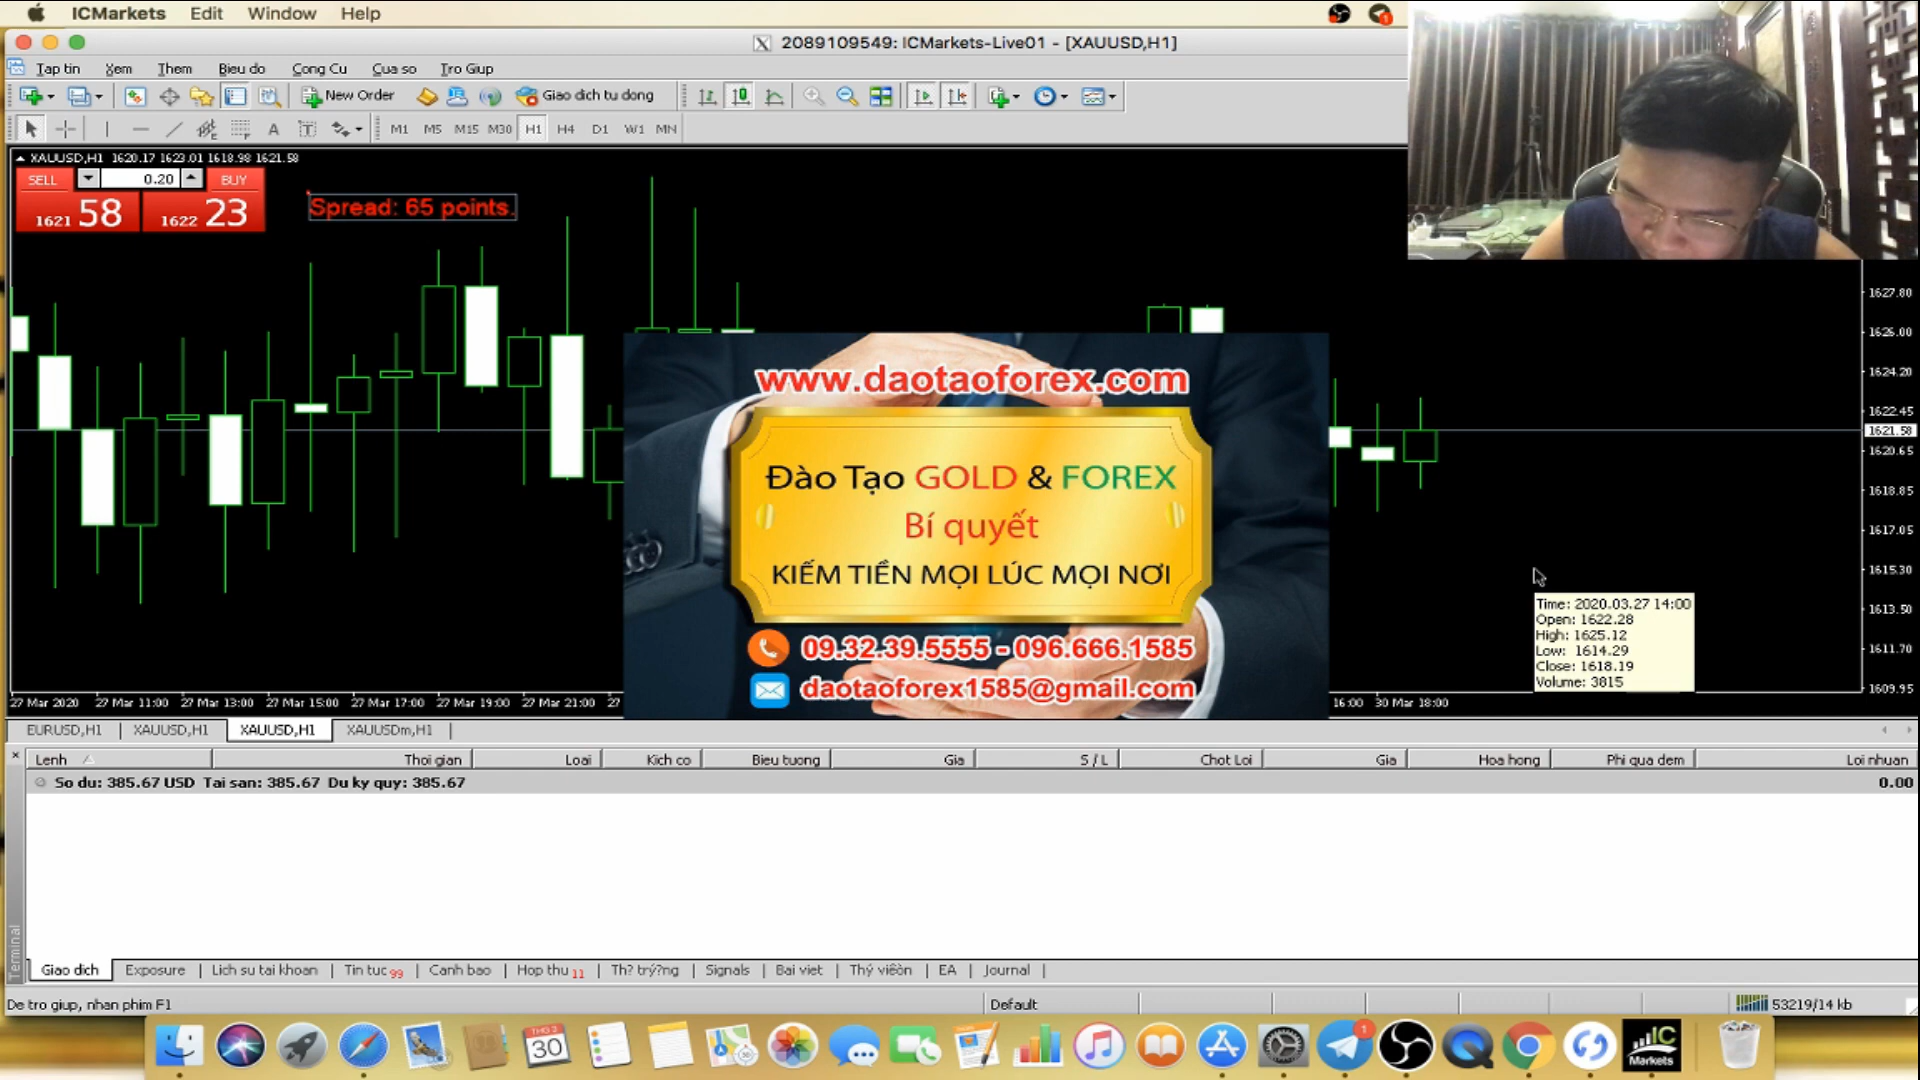 ICMarkets Edit Window Help
2089109549: ICMarkets-Live01 - [XAUUSD,H1]
Tap tin Xem Them Bieu do Cong Cu Cua so Tro Giup
New Order Giao dich tu dong
A T M1 M5 M15 M30 H1 H4 D1 W1 MN
XAUUSD,H1 1620.17 1623.01 1618.98 1621.58
SELL 0.20 BUY
1621 58 1622 23
Spread: 65 points.
1627.80
1626.00
1624.20
1622.45
1621.58
1620.65
1618.85
1617.05
1615.30
1613.50
1611.70
1609.95
www.daotaoforex.com
Đào Tạo GOLD & FOREX
Bí quyết
KIẾM TIỀN MỌI LÚC MỌI NƠI
09.32.39.5555 - 096.666.1585
daotaoforex1585@gmail.com
Time: 2020.03.27 14:00
Open: 1622.28
High: 1625.12
Low: 1614.29
Close: 1618.19
Volume: 3815
27 Mar 2020 27 Mar 11:00 27 Mar 13:00 27 Mar 15:00 27 Mar 17:00 27 Mar 19:00 27 Mar 21:00 27 16:00 30 Mar 18:00
EURUSD,H1 XAUUSD,H1 XAUUSD,H1 XAUUSDm,H1
Lenh Thoi gian Loai Kich co Bieu tuong Gia S / L Chot Loi Gia Hoa hong Phi qua dem Loi nhuan
So du: 385.67 USD Tai san: 385.67 Du ky quy: 385.67 0.00
Terminal
Giao dich Exposure Lich su tai khoan Tin tuc 99 Canh bao Hop thu 11 Th? trý?ng Signals Bai viet Thý viêòn EA Journal
De tro giup, nhan phim F1 Default 53219/14 kb
30
1
IC
Markets